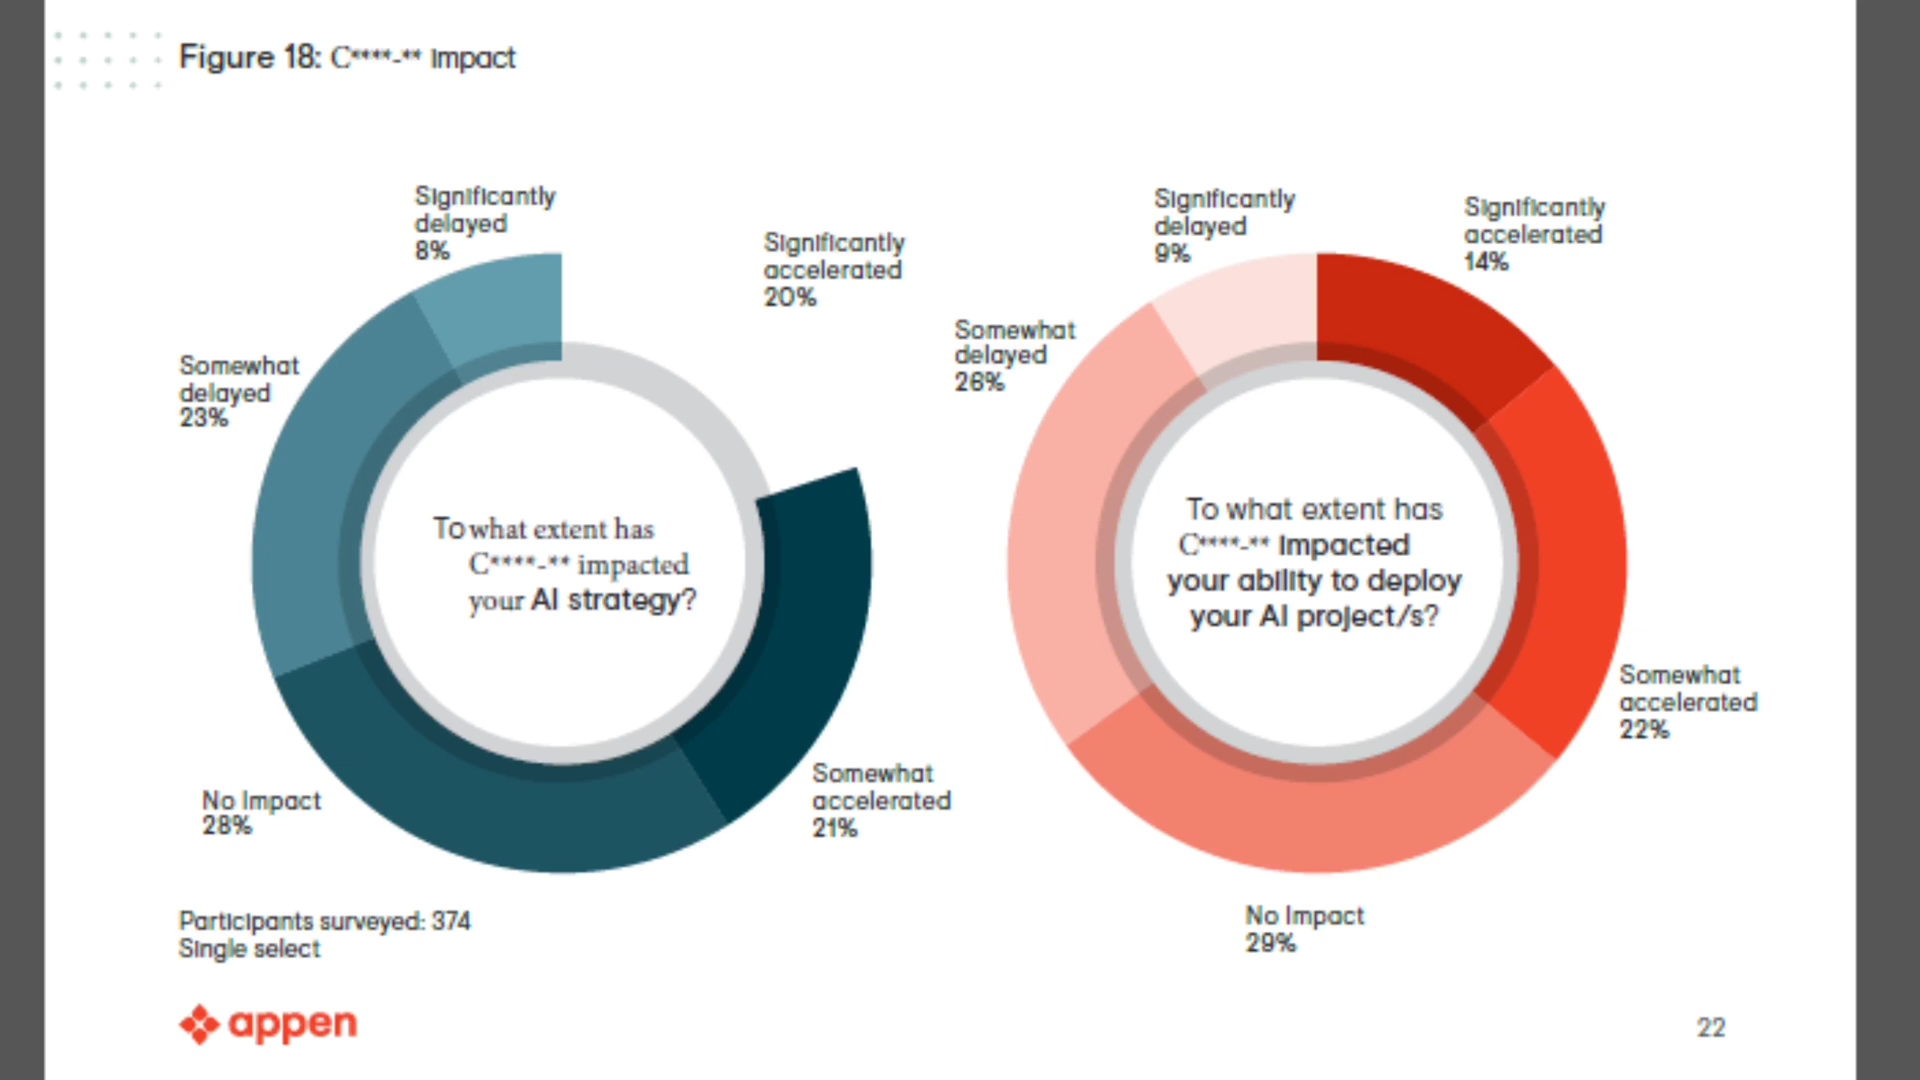 Figure 18: C****-** Impact
Significantly
delayed
8%
Significantly
accelerated
20%
Somewhat
delayed
23%
To what extent has
C****-** impacted
your AI strategy?
No Impact
28%
Somewhat
accelerated
21%
Significantly
delayed
9%
Significantly
accelerated
14%
Somewhat
delayed
26%
To what extent has
C****-** Impacted
your ability to deploy
your AI project/s?
Somewhat
accelerated
22%
No Impact
29%
Participants surveyed: 374
Single select
appen
22